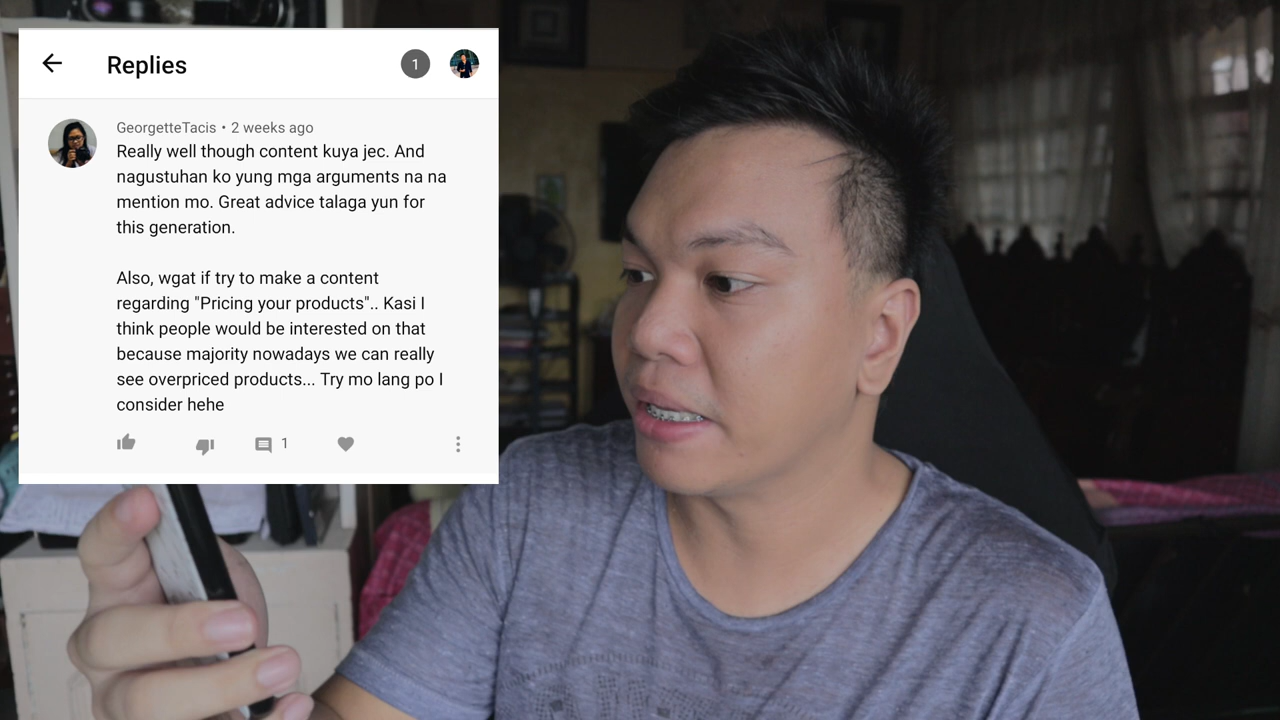 Replies
1
GeorgetteTacis • 2 weeks ago
Really well though content kuya jec. And
nagustuhan ko yung mga arguments na na
mention mo. Great advice talaga yun for
this generation.
Also, wgat if try to make a content
regarding "Pricing your products".. Kasi I
think people would be interested on that
because majority nowadays we can really
see overpriced products... Try mo lang po I
consider hehe
1